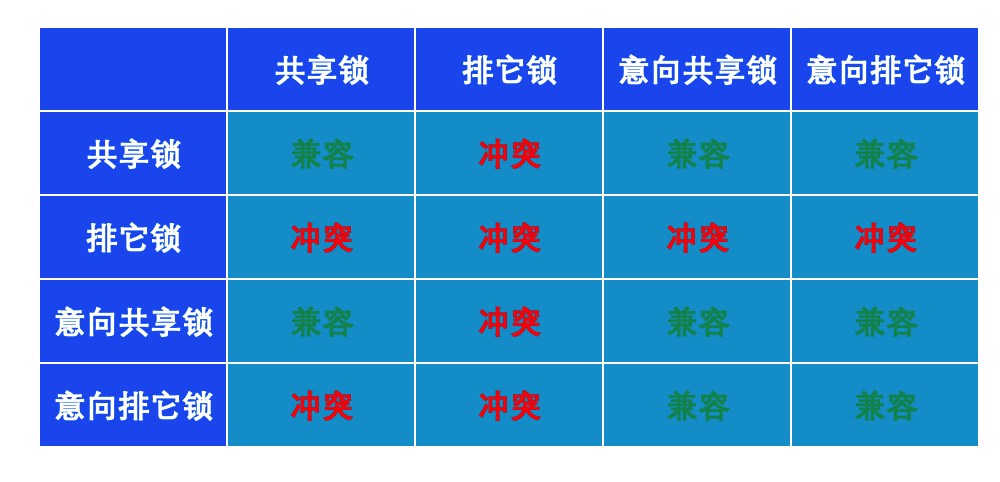 共享锁 排它锁 意向共享锁 意向排它锁
共享锁 兼容 冲突 兼容 兼容
排它锁 冲突 冲突 冲突 冲突
意向共享锁 兼容 冲突 兼容 兼容
意向排它锁 冲突 冲突 兼容 兼容